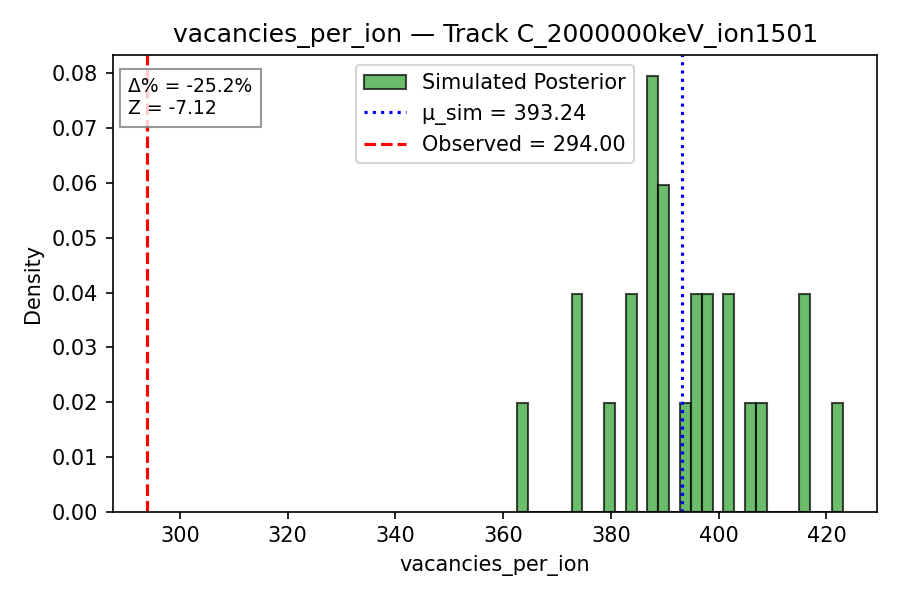 vacancies_per_ion — Track C_2000000keV_ion1501
Δ% = -25.2%
Z = -7.12
Simulated Posterior
μ_sim = 393.24
Observed = 294.00
Density
0.08
0.07
0.06
0.05
0.04
0.03
0.02
0.01
0.00
300 320 340 360 380 400 420
vacancies_per_ion